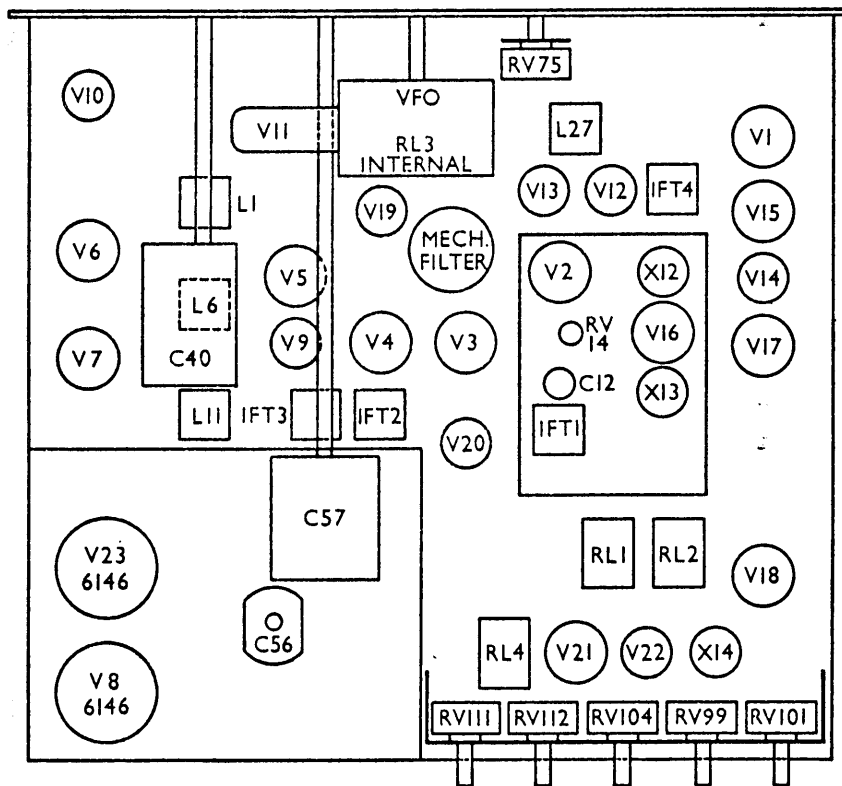 RV75
V10
VFO
V11
RL3
INTERNAL
L27
V1
V13
V12
IFT4
L1
V19
V15
MECH.
FILTER
V6
V5
V2
X12
V14
L6
RV
14
V16
V7
C40
V9
V4
V3
V17
C12
X13
L11
IFT3
IFT2
IFT1
V20
C57
V23
6146
RL1
RL2
V18
C56
RL4
V21
V22
X14
V8
6146
RV111
RV112
RV104
RV99
RV101